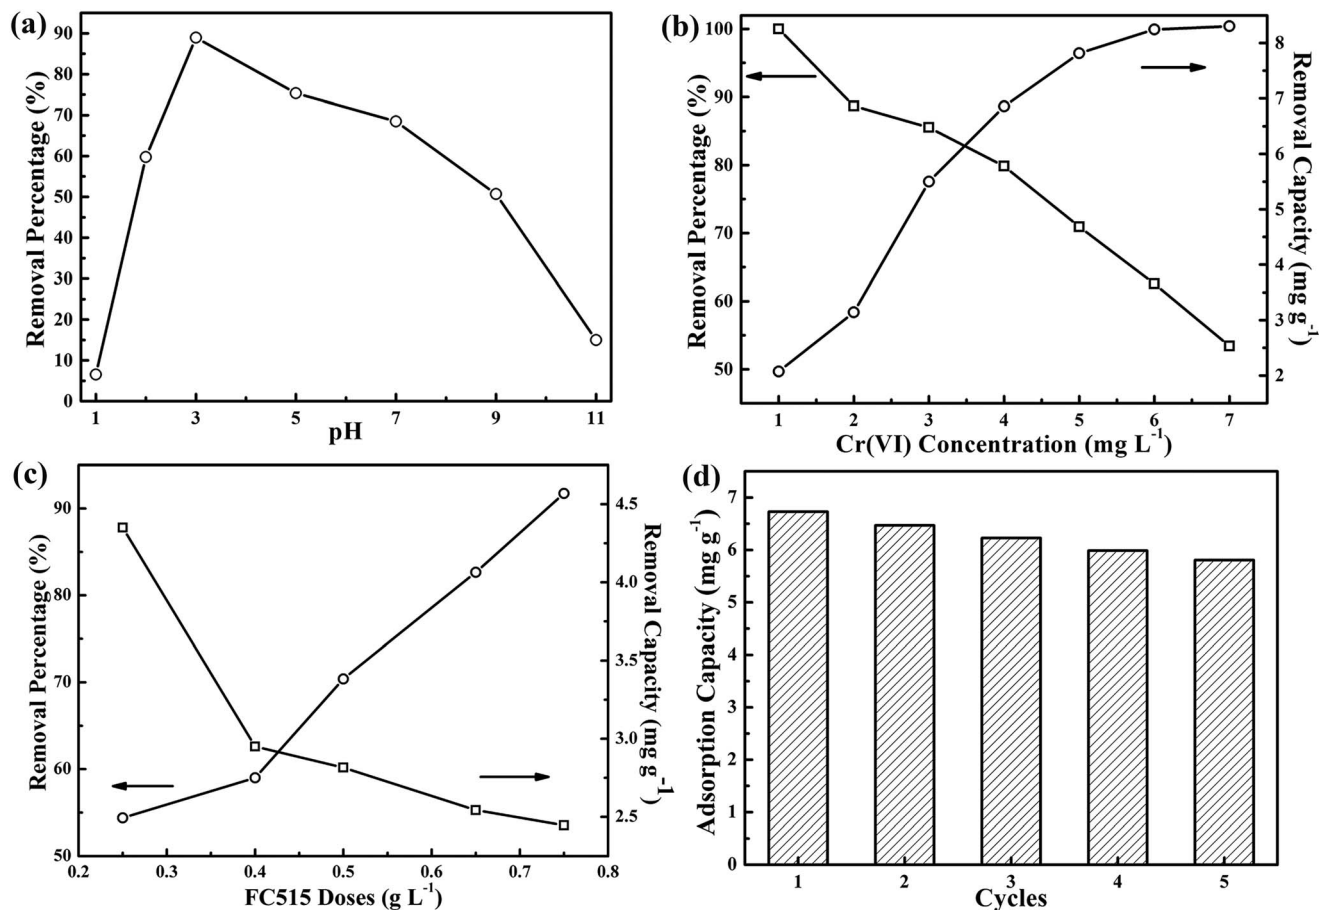 (a)
90
80
70
60
50
40
30
20
10
0
Removal Percentage (%)
1 3 5 7 9 11
pH
(b)
100
90
80
70
60
50
Removal Percentage (%)
8
7
6
5
4
3
2
Removal Capacity (mg g-1)
1 2 3 4 5 6 7
Cr(VI) Concentration (mg L-1)
(c)
90
80
70
60
50
Removal Percentage (%)
4.5
4.0
3.5
3.0
2.5
Removal Capacity (mg g-1)
0.2 0.3 0.4 0.5 0.6 0.7 0.8
FC515 Doses (g L-1)
(d)
7
6
5
4
3
2
1
0
Adsorption Capacity (mg g-1)
1 2 3 4 5
Cycles